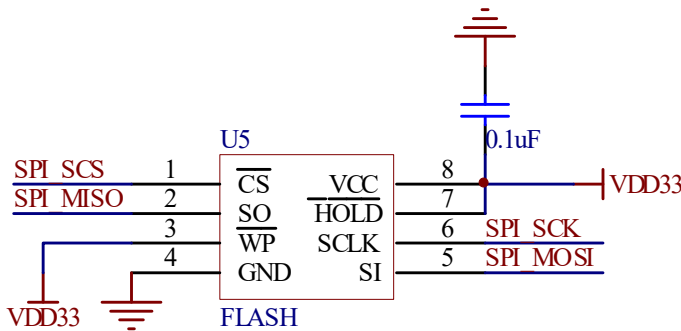 U5
0.1uF
SPI_SCS 1 CS VCC 8 VDD33
SPI_MISO 2 SO HOLD 7
3 WP SCLK 6 SPI_SCK
4 GND SI 5 SPI_MOSI
VDD33 FLASH